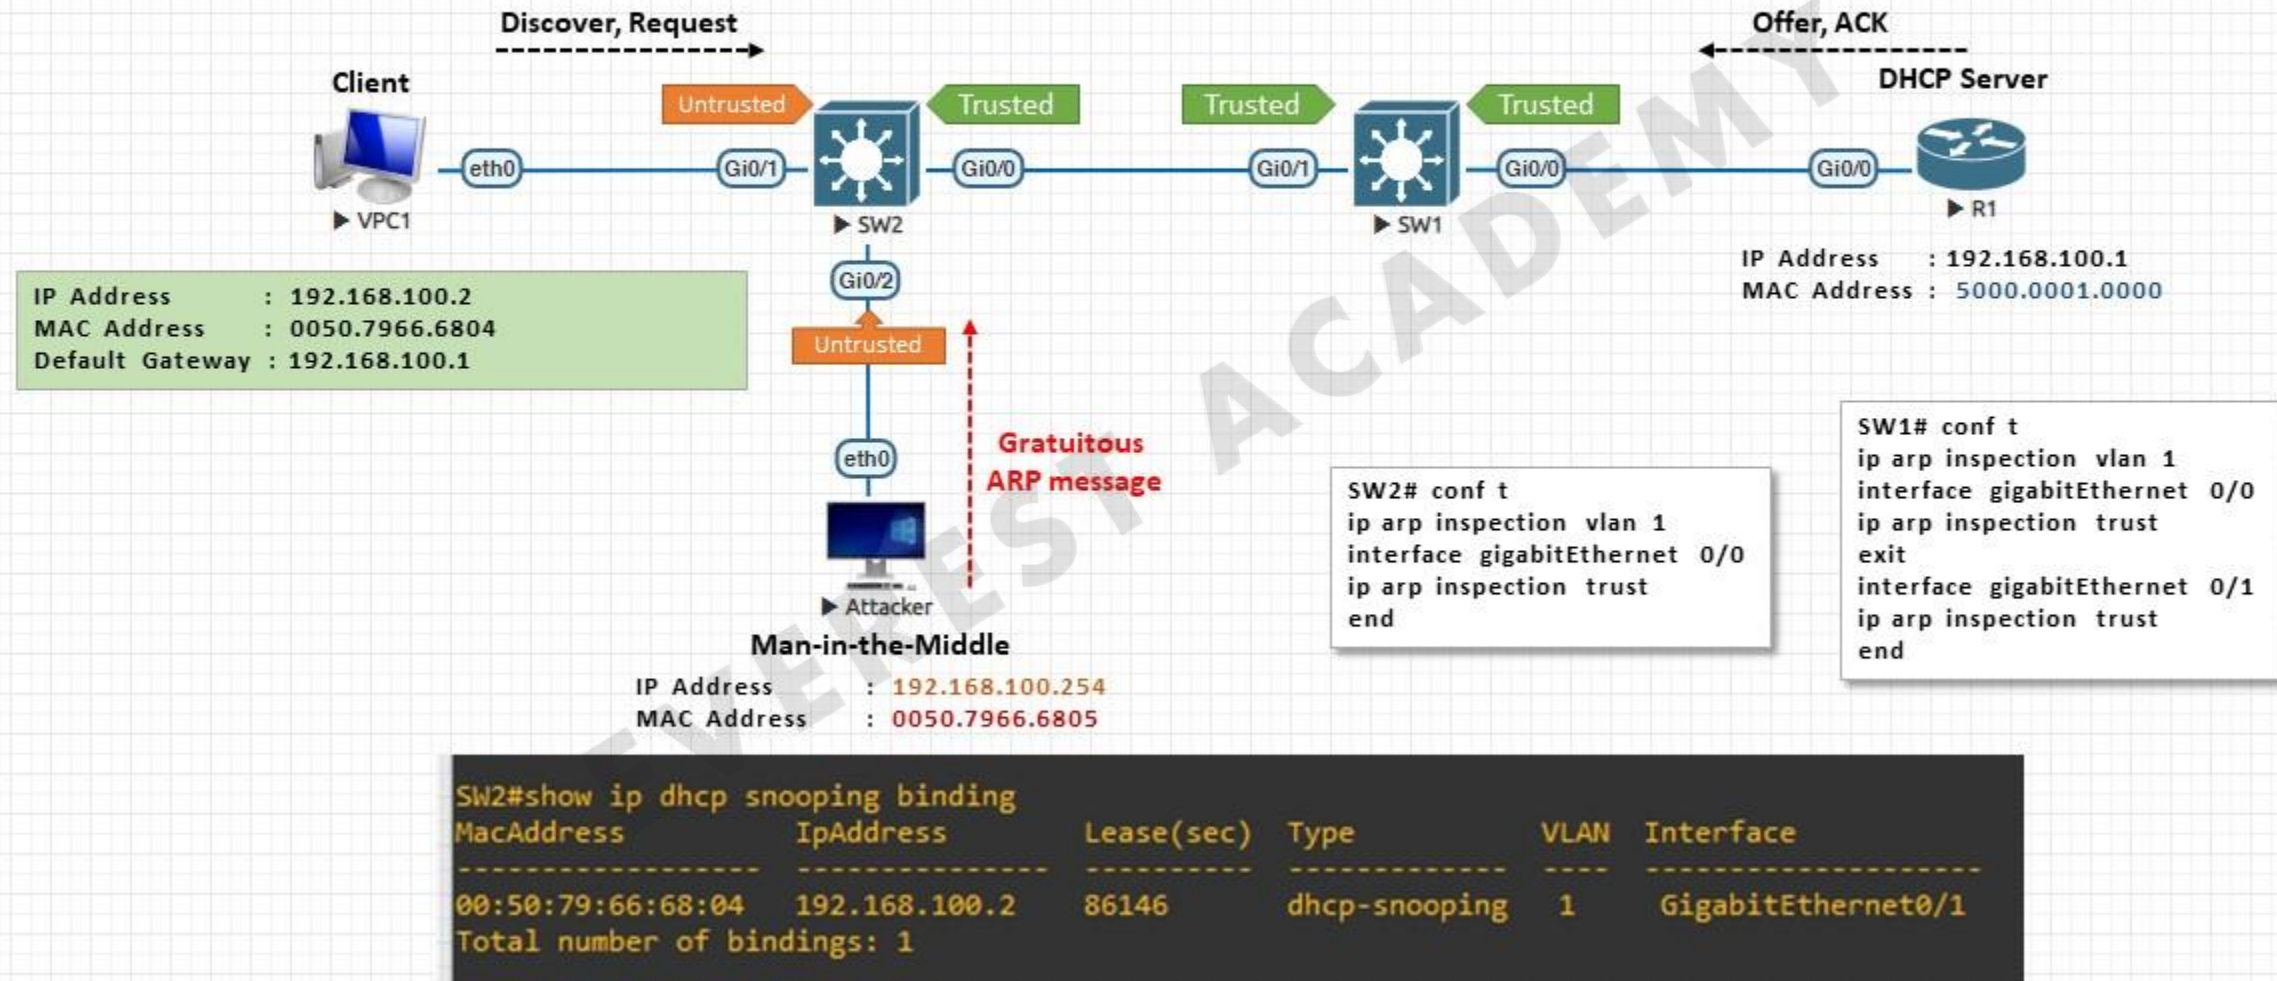 Discover, Request
Offer, ACK
Client
DHCP Server
Untrusted
Trusted
Trusted
Trusted
eth0
Gi0/1
Gi0/0
Gi0/1
Gi0/0
Gi0/0
VPC1
SW2
SW1
R1
IP Address : 192.168.100.1
MAC Address : 5000.0001.0000
IP Address : 192.168.100.2
MAC Address : 0050.7966.6804
Default Gateway : 192.168.100.1
Gi0/2
Untrusted
Gratuitous
ARP message
eth0
Attacker
Man-in-the-Middle
IP Address : 192.168.100.254
MAC Address : 0050.7966.6805
SW2# conf t
ip arp inspection vlan 1
interface gigabitEthernet 0/0
ip arp inspection trust
end
SW1# conf t
ip arp inspection vlan 1
interface gigabitEthernet 0/0
ip arp inspection trust
exit
interface gigabitEthernet 0/1
ip arp inspection trust
end
EVEREST ACADEMY
SW2#show ip dhcp snooping binding
MacAddress IpAddress Lease(sec) Type VLAN Interface
------------------ --------------- ---------- ------------- ---- --------------------
00:50:79:66:68:04 192.168.100.2 86146 dhcp-snooping 1 GigabitEthernet0/1
Total number of bindings: 1